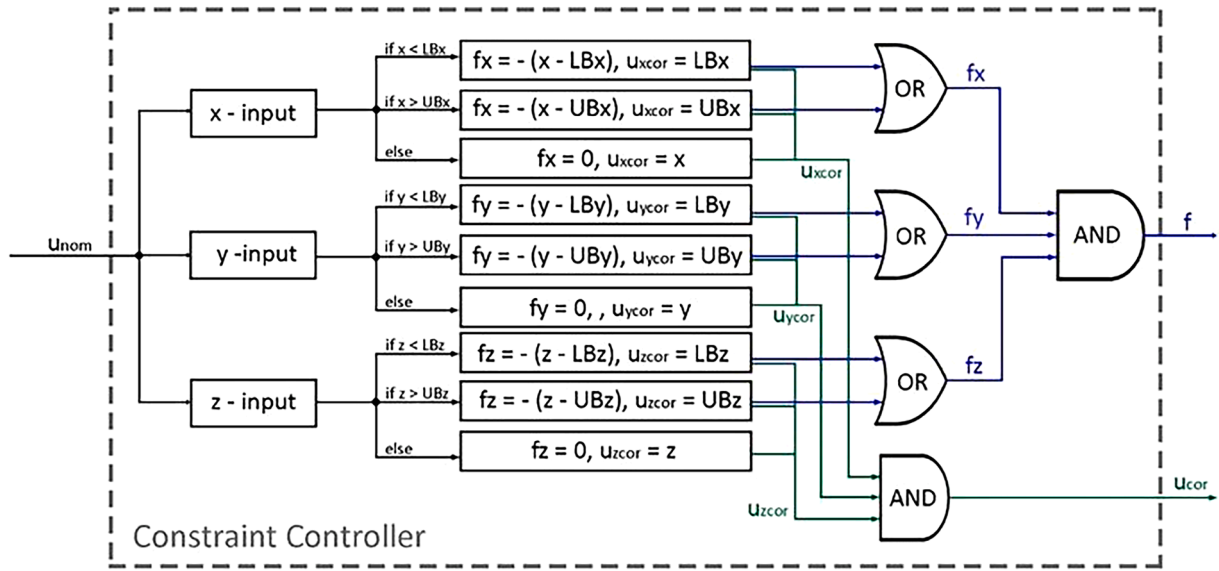 if x < LBx
fx = - (x - LBx), uxcor = LBx
OR
fx
x - input
if x > UBx
fx = - (x - UBx), uxcor = UBx
else
fx = 0, uxcor = x
uxcor
if y < LBy
fy = - (y - LBy), uycor = LBy
OR
fy
AND
f
unom
y -input
if y > UBy
fy = - (y - UBy), uycor = UBy
else
fy = 0, , uycor = y
uycor
if z < LBz
fz = - (z - LBz), uzcor = LBz
OR
fz
z - input
if z > UBz
fz = - (z - UBz), uzcor = UBz
else
fz = 0, uzcor = z
uzcor
AND
ucor
Constraint Controller